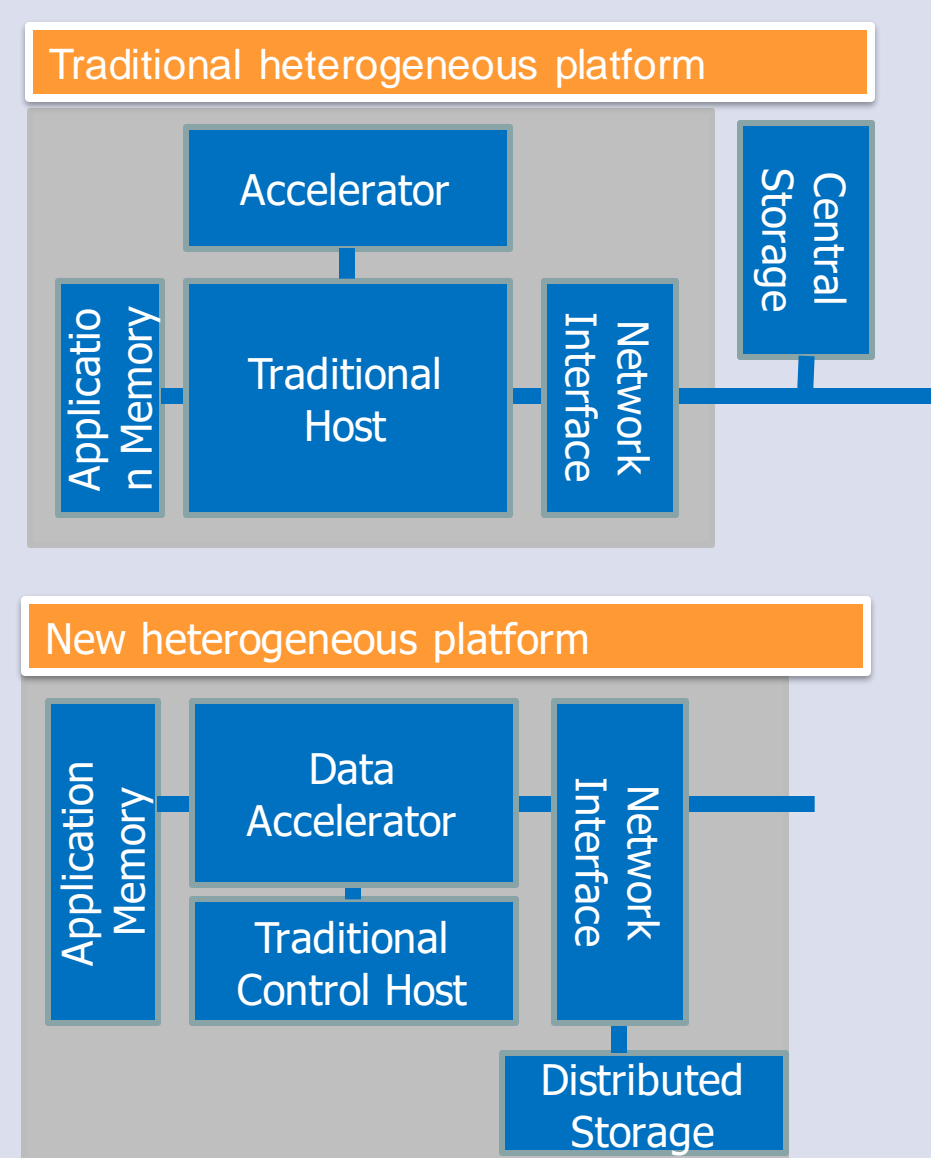 Traditional heterogeneous platform
Accelerator
Central
Storage
Applicatio
n Memory
Traditional
Host
Network
Interface
New heterogeneous platform
Application
Memory
Data
Accelerator
Network
Interface
Traditional
Control Host
Distributed
Storage